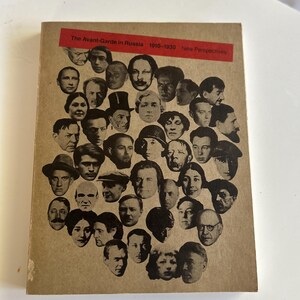 The Avant-Garde in Russia 1910-1930 New Perspectives